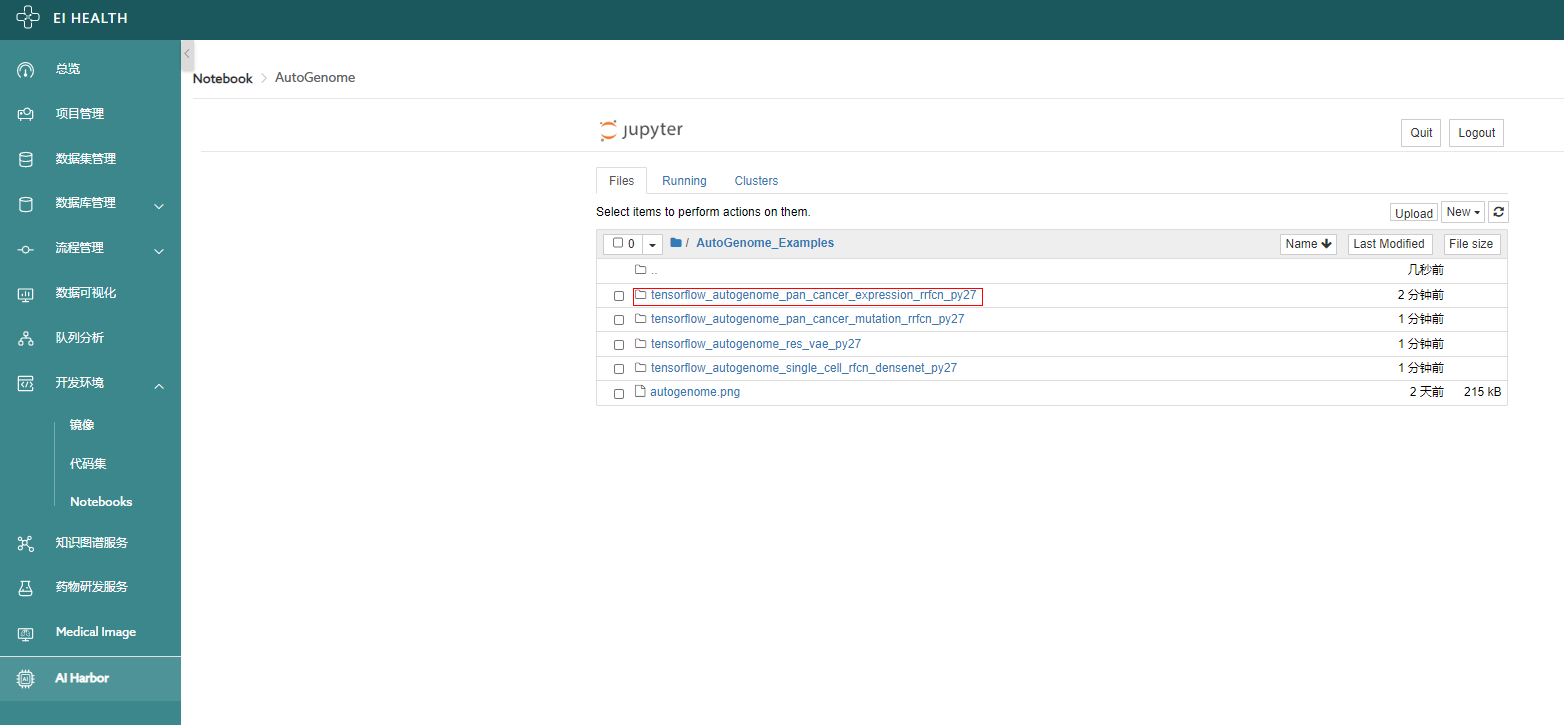 EI HEALTH
总览
项目管理
数据集管理
数据库管理
流程管理
数据可视化
队列分析
开发环境
镜像
代码集
Notebooks
知识图谱服务
药物研发服务
Medical Image
AI Harbor
Notebook > AutoGenome
jupyter
Quit Logout
Files Running Clusters
Select items to perform actions on them.
Upload New
0 / AutoGenome_Examples Name Last Modified File size
.. 几秒前
tensorflow_autogenome_pan_cancer_expression_rrfcn_py27 2 分钟前
tensorflow_autogenome_pan_cancer_mutation_rrfcn_py27 1 分钟前
tensorflow_autogenome_res_vae_py27 1 分钟前
tensorflow_autogenome_single_cell_rfcn_densenet_py27 1 分钟前
autogenome.png 2 天前 215 kB